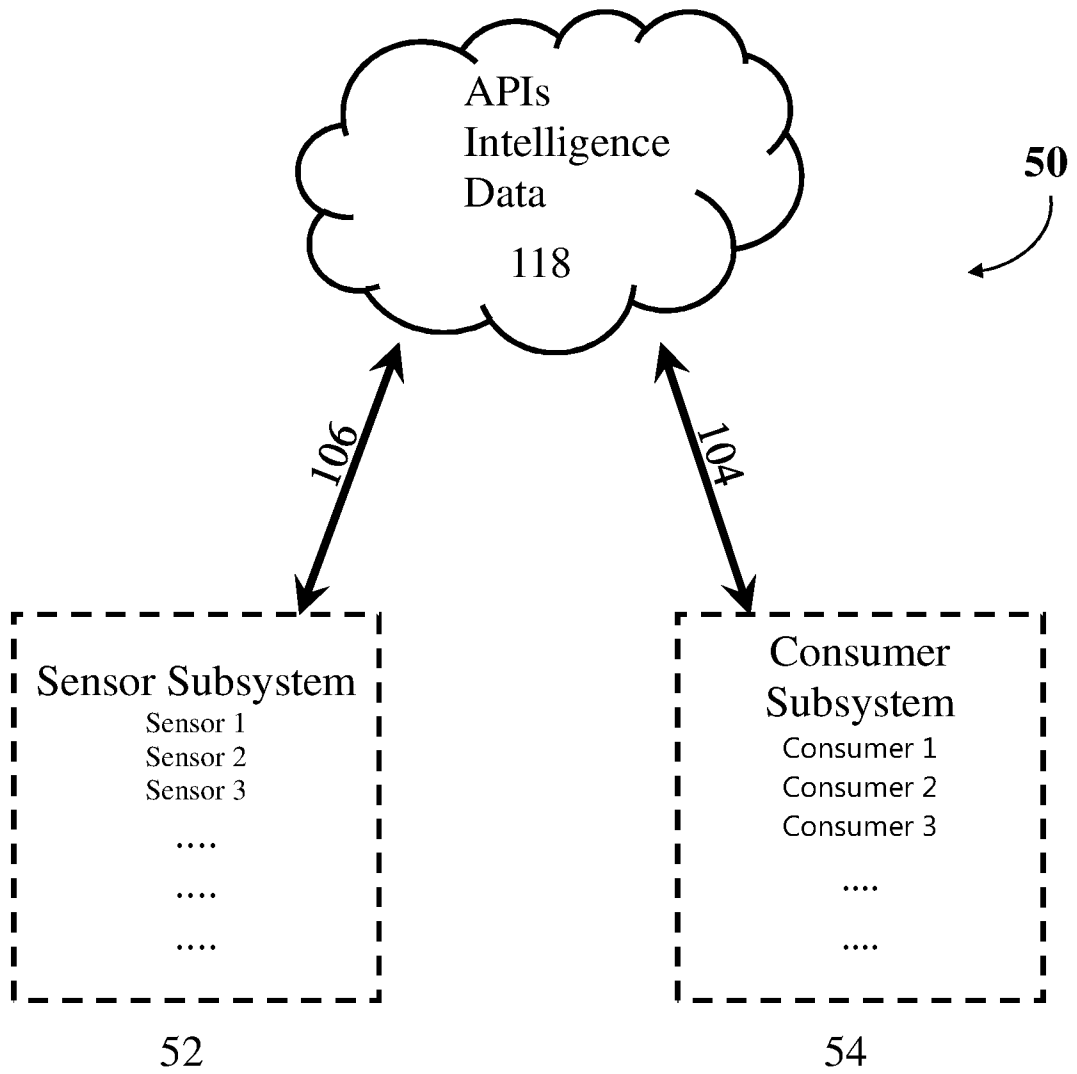 APIs
Intelligence
Data
118
50
106
104
Sensor Subsystem
Sensor 1
Sensor 2
Sensor 3
....
....
....
52
Consumer
Subsystem
Consumer 1
Consumer 2
Consumer 3
....
....
54